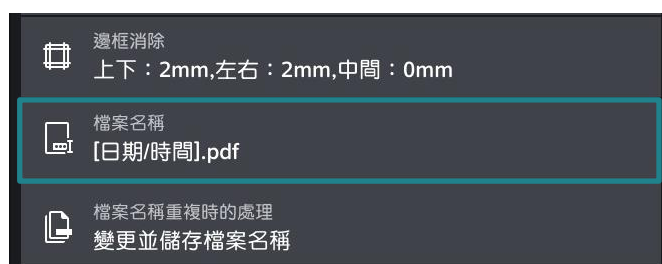 邊框消除
上下：2mm,左右：2mm,中間：0mm
檔案名稱
[日期/時間].pdf
檔案名稱重複時的處理
變更並儲存檔案名稱